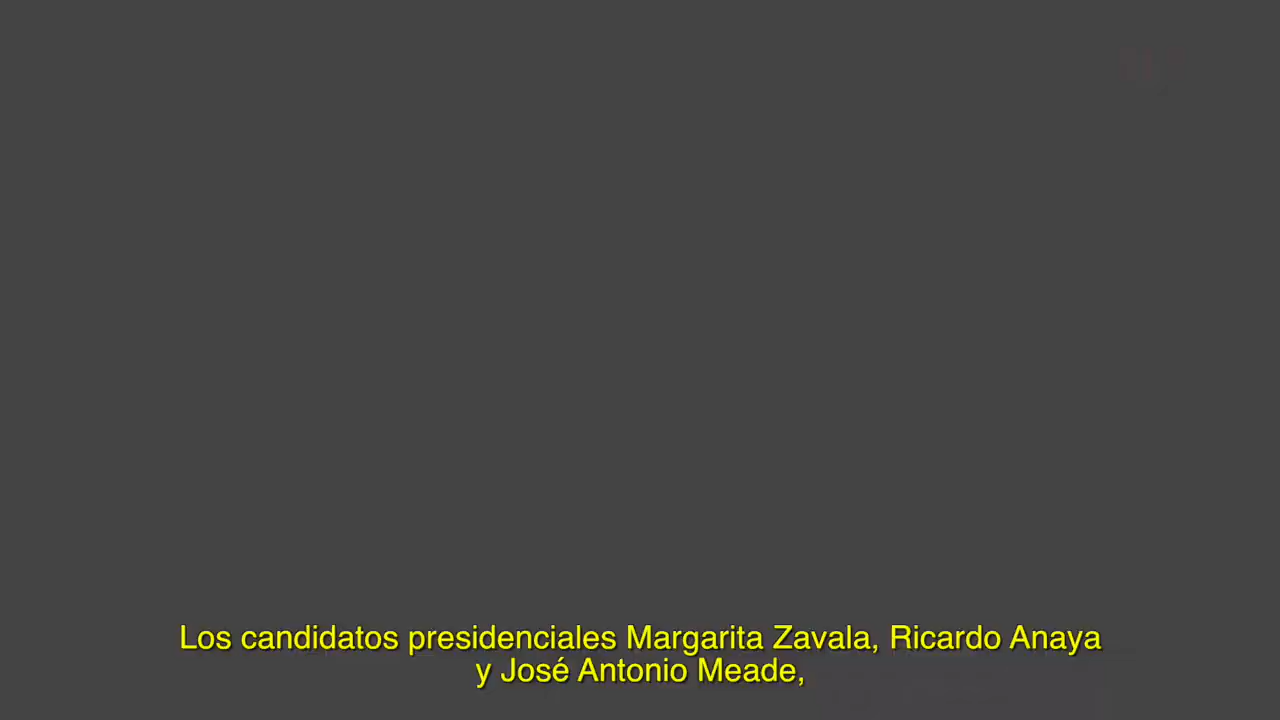 Los candidatos presidenciales Margarita Zavala, Ricardo Anaya
y José Antonio Meade,